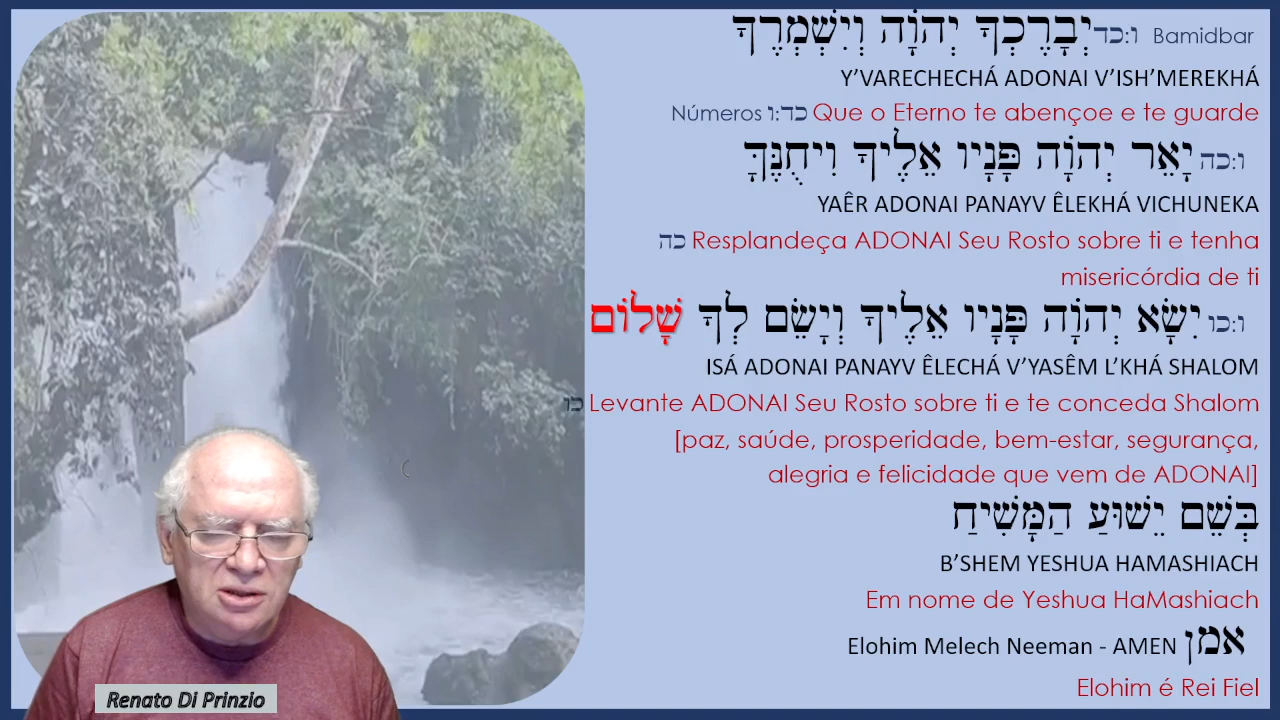 Bamidbar ו:כד יְבָרֶכְךָ יְהוָֹה וְיִשְׁמְרֶךָ
Y’VARECHECHÁ ADONAI V’ISH’MEREKHÁ
Números כד:ו Que o Eterno te abençoe e te guarde
ו:כה יָאֵר יְהוָֹה פָּנָיו אֵלֶיךָ וִיחֻנֶּךָּ
YAÊR ADONAI PANAYV ÊLEKHÁ VICHUNEKA
כה Resplandeça ADONAI Seu Rosto sobre ti e tenha
misericórdia de ti
ו:כו יִשָּׂא יְהוָֹה פָּנָיו אֵלֶיךָ וְיָשֵׂם לְךָ שָׁלוֹם
ISÁ ADONAI PANAYV ÊLECHÁ V’YASÊM L’KHÁ SHALOM
כו Levante ADONAI Seu Rosto sobre ti e te conceda Shalom
[paz, saúde, prosperidade, bem-estar, segurança,
alegria e felicidade que vem de ADONAI]
בְּשֵׁם יֵשׁוּעַ הַמָּשִׁיחַ
B’SHEM YESHUA HAMASHIACH
Em nome de Yeshua HaMashiach
Elohim Melech Neeman - AMEN אמן
Elohim é Rei Fiel
Renato Di Prinzio